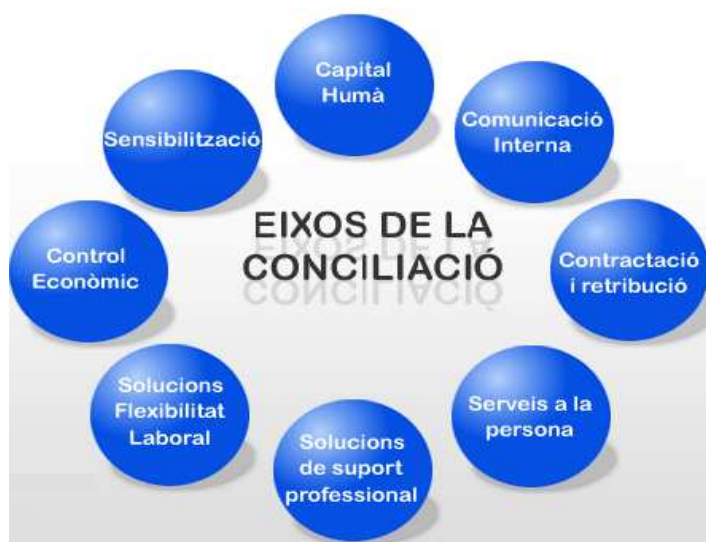 Capital
Humà
Comunicació
Interna
Contractació
i retribució
Serveis a la
persona
Solucions
de suport
professional
Solucions
Flexibilitat
Laboral
Control
Econòmic
Sensibilització
EIXOS DE LA
CONCILIACIÓ